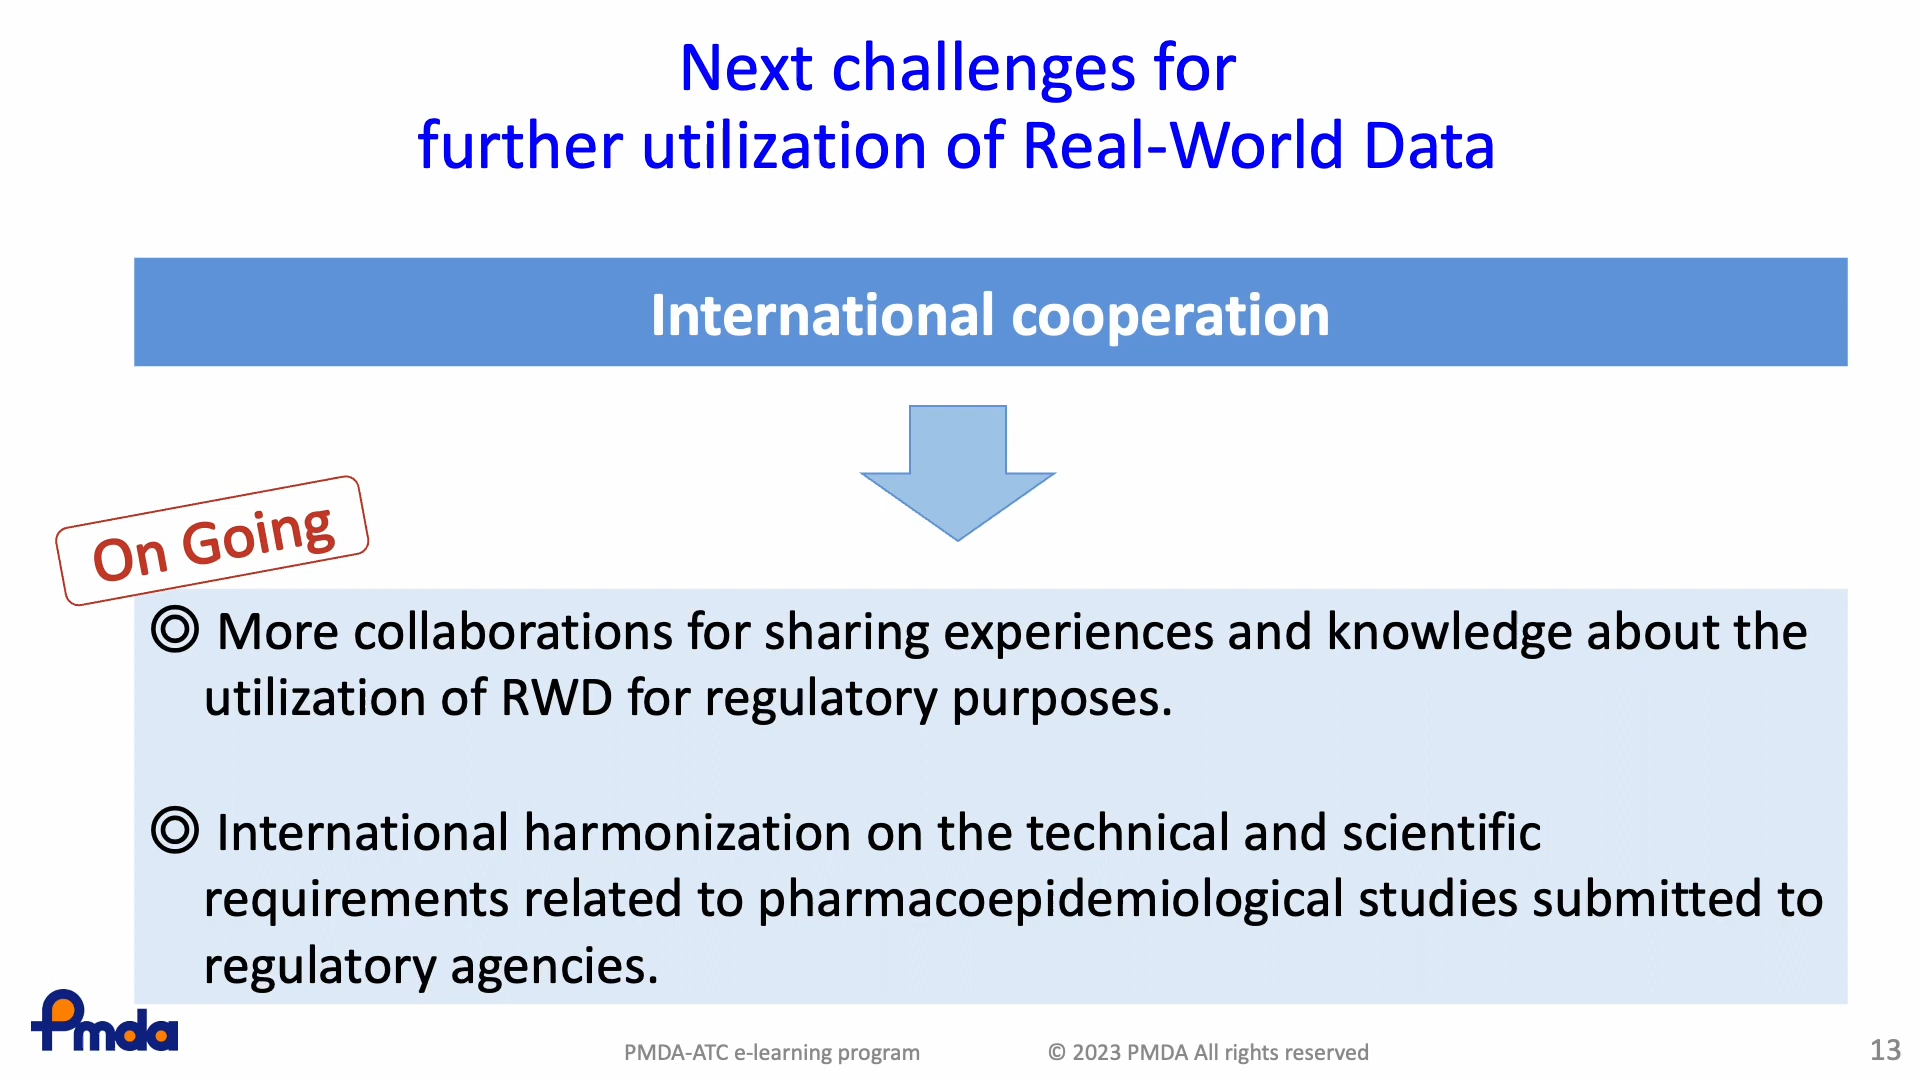 Next challenges for
further utilization of Real-World Data
International cooperation
On Going
◎ More collaborations for sharing experiences and knowledge about the
utilization of RWD for regulatory purposes.
◎ International harmonization on the technical and scientific
requirements related to pharmacoepidemiological studies submitted to
regulatory agencies.
Pmda
PMDA-ATC e-learning program
© 2023 PMDA All rights reserved
13